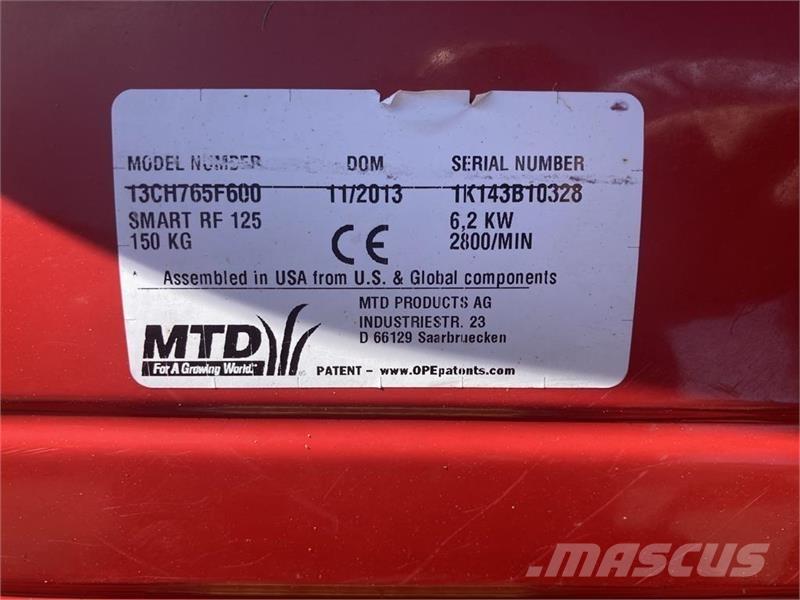 MODEL NUMBER DOM SERIAL NUMBER
13CH765F600 11/2013 1K143B10328
SMART RF 125 6,2 KW
150 KG CE 2800/MIN
Assembled in USA from U.S. & Global components
MTD PRODUCTS AG
INDUSTRIESTR. 23
D 66129 Saarbruecken
MTD
For A Growing World.
PATENT – www.OPEpatents.com
MASCUS